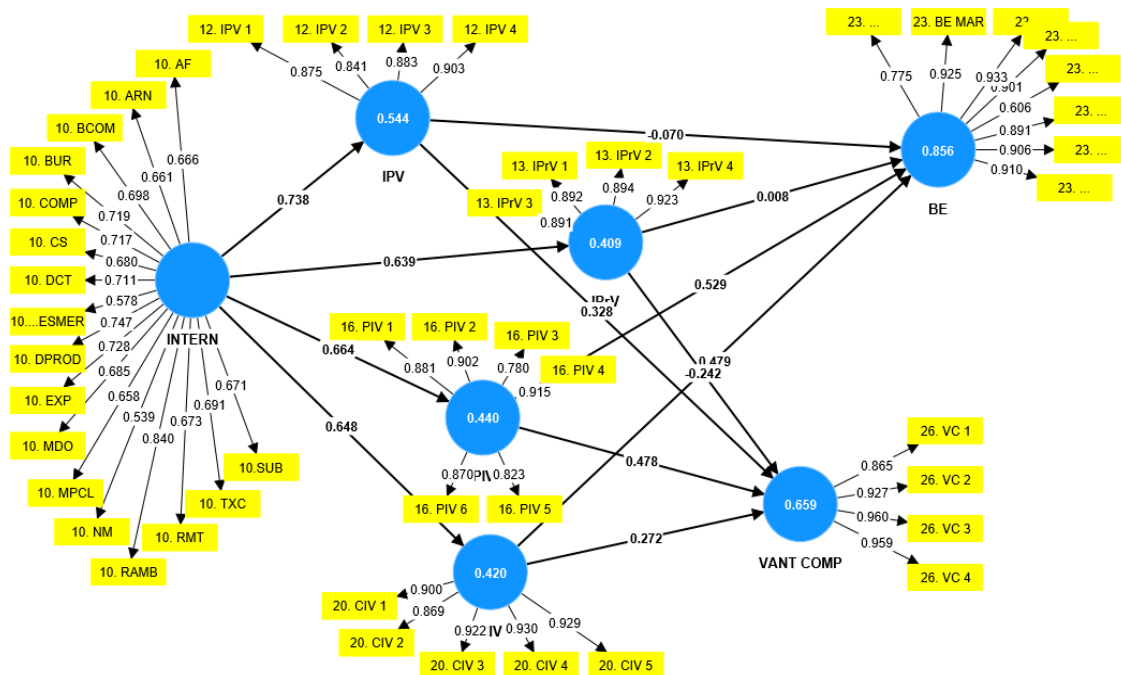 12. IPV 1
12. IPV 2
12. IPV 3
12. IPV 4
0.875
0.841
0.883
0.903
0.544
IPV
23. ...
23. BE MAR
23. ...
23. ...
23. ...
23. ...
23. ...
0.775
0.925
0.933
0.901
0.606
0.891
0.906
0.910
0.856
BE
10. AF
10. ARN
10. BCOM
10. BUR
10. COMP
10. CS
10. DCT
10....ESMER
10. DPROD
10. EXP
10. MDO
10. MPCL
10. NM
10. RAMB
10. RMT
10. TXC
10.SUB
0.666
0.661
0.698
0.719
0.717
0.680
0.711
0.578
0.747
0.728
0.685
0.658
0.539
0.840
0.673
0.691
0.671
INTERN
0.738
0.639
0.664
0.648
-0.070
0.008
0.529
0.479
-0.242
0.328
13. IPrV 1
13. IPrV 2
13. IPrV 4
13. IPrV 3
0.892
0.894
0.923
0.891
0.409
IPrV
16. PIV 1
16. PIV 2
16. PIV 3
16. PIV 4
0.881
0.902
0.780
0.915
0.440
0.870
0.823
16. PIV 6
16. PIV 5
0.478
0.272
0.420
20. CIV 1
20. CIV 2
20. CIV 3
20. CIV 4
20. CIV 5
0.900
0.869
0.922
0.930
0.929
0.659
VANT COMP
26. VC 1
26. VC 2
26. VC 3
26. VC 4
0.865
0.927
0.960
0.959